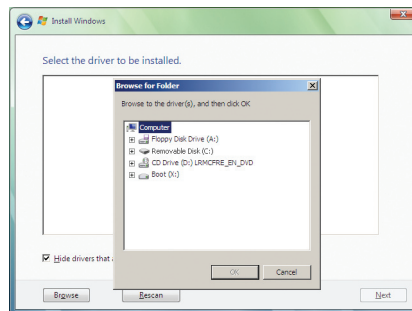 Install Windows
Select the driver to be installed.
Browse for Folder
Browse to the driver(s), and then click OK
Computer
Floppy Disk Drive (A:)
Removable Disk (C:)
CD Drive (D:) LRMCFRE_EN_DVD
Boot (X:)
Hide drivers that
OK
Cancel
Browse
Rescan
Next